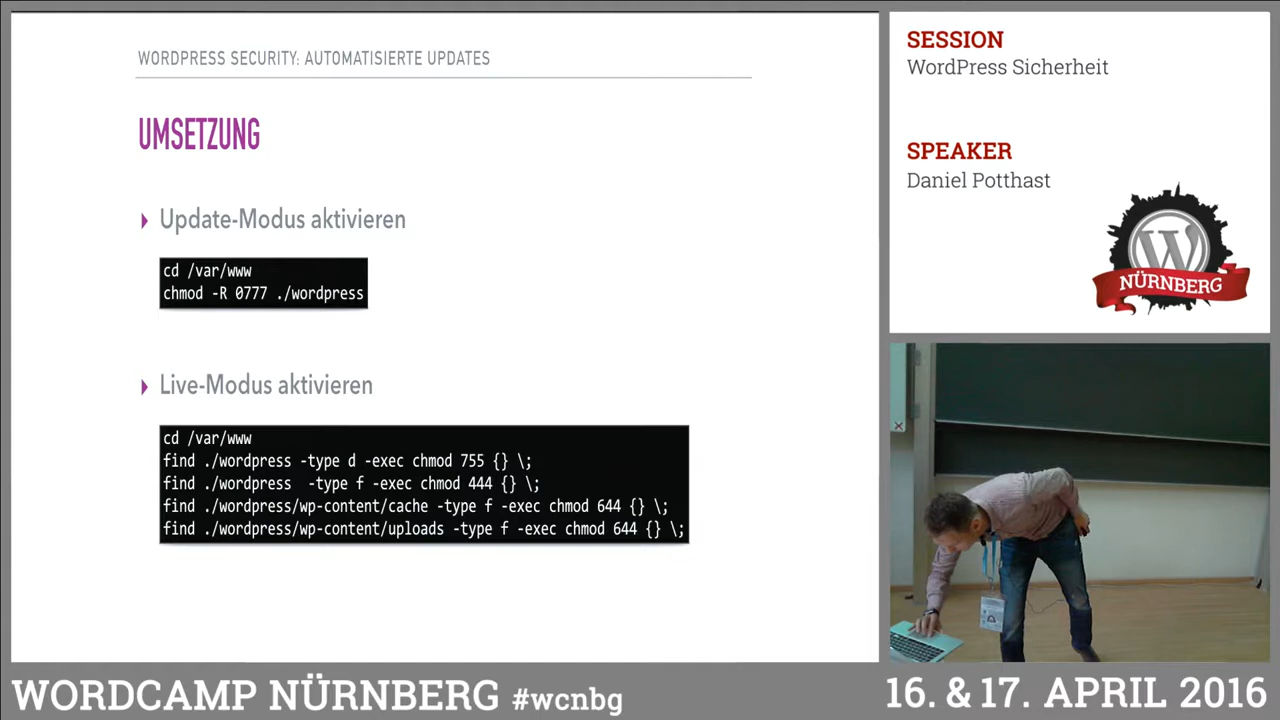 WORDPRESS SECURITY: AUTOMATISIERTE UPDATES
UMSETZUNG
Update-Modus aktivieren
cd /var/www
chmod -R 0777 ./wordpress
Live-Modus aktivieren
cd /var/www
find ./wordpress -type d -exec chmod 755 {} \;
find ./wordpress  -type f -exec chmod 444 {} \;
find ./wordpress/wp-content/cache -type f -exec chmod 644 {} \;
find ./wordpress/wp-content/uploads -type f -exec chmod 644 {} \;
SESSION
WordPress Sicherheit
SPEAKER
Daniel Potthast
W
NÜRNBERG
WORDCAMP NÜRNBERG #wcnbg
16. & 17. APRIL 2016